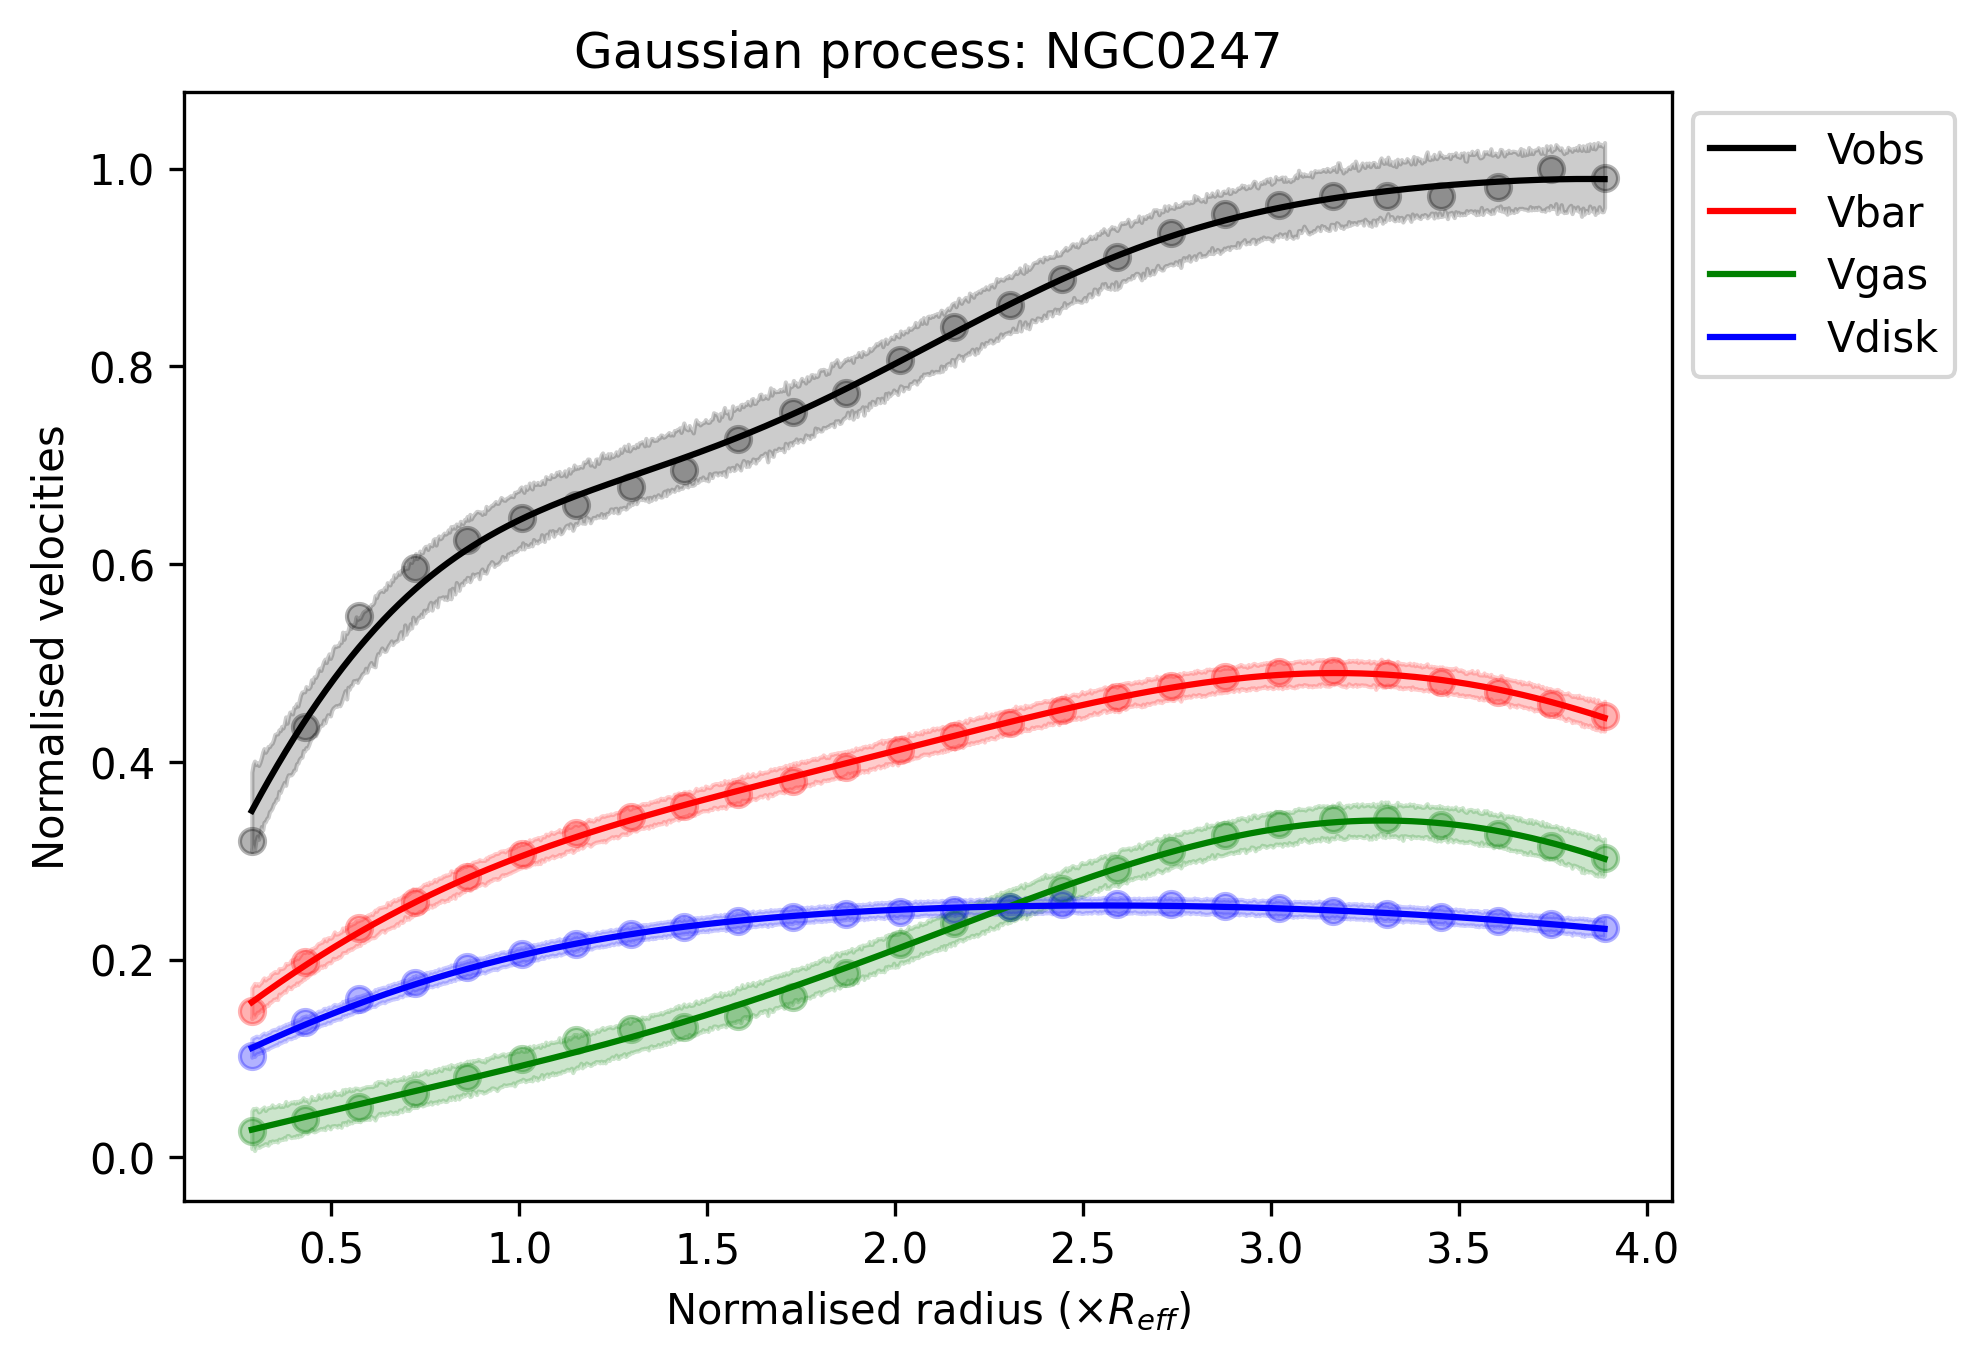 Gaussian process: NGC0247
Vobs
Vbar
Vgas
Vdisk
Normalised velocities
1.0
0.8
0.6
0.4
0.2
0.0
0.5 1.0 1.5 2.0 2.5 3.0 3.5 4.0
Normalised radius (×R_eff)